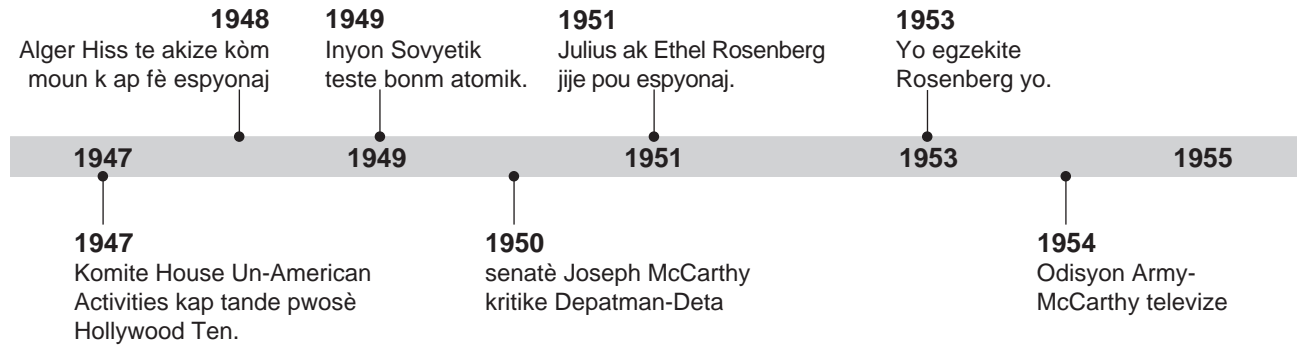 1948
Alger Hiss te akize kòm
moun k ap fè espyonaj
1949
Inyon Sovyetik
teste bonm atomik.
1951
Julius ak Ethel Rosenberg
jije pou espyonaj.
1953
Yo egzekite
Rosenberg yo.
1947
1949
1951
1953
1955
1947
Komite House Un-American
Activities kap tande pwosè
Hollywood Ten.
1950
senatè Joseph McCarthy
kritike Depatman-Deta
1954
Odisyon Army-
McCarthy televize